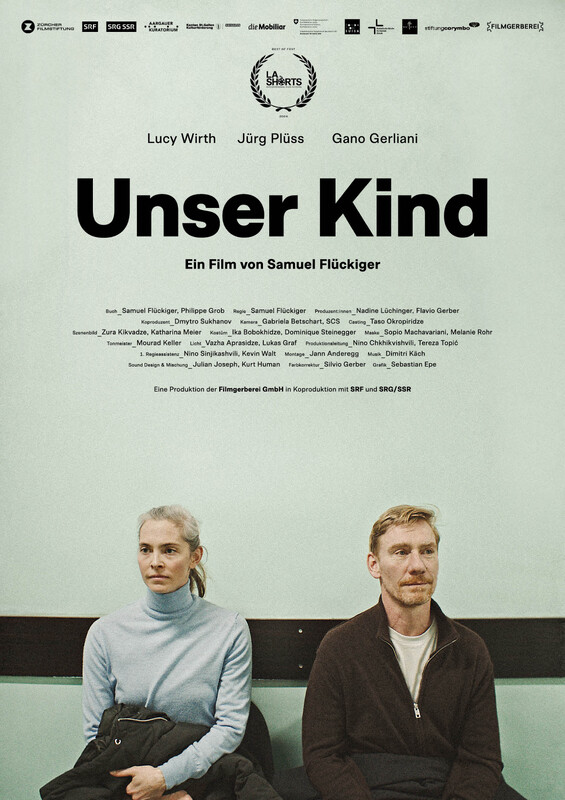 ZÜRCHER FILMSTIFTUNG SRF SRG SSR AARGAUER KURATORIUM die Mobiliar stiftungcorymbo FILMGERBEREI
BEST OF FEST
LA SHORTS
Lucy Wirth Jürg Plüss Gano Gerliani
Unser Kind
Ein Film von Samuel Flückiger
Buch_Samuel Flückiger, Philippe Grob Regie_Samuel Flückiger Produzent:innen_Nadine Lüchinger, Flavio Gerber
Koproduzent_Dmytro Sukhanov Kamera_Gabriela Betschart, SCS Casting_Taso Okropiridze
Szenenbild_Zura Kikvadze, Katharina Meier Kostüm_Ika Bobokhidze, Dominique Steinegger Maske_Sopio Machavariani, Melanie Rohr
Tonmeister_Mourad Keller Licht_Vazha Aprasidze, Lukas Graf Produktionsleitung_Nino Chkhikvishvili, Tereza Topić
1. Regieassistenz_Nino Sinjikashvili, Kevin Walt Montage_Jann Anderegg Musik_Dimitri Käch
Sound Design & Mischung_Julian Joseph, Kurt Human Farbkorrektur_Silvio Gerber Grafik_Sebastian Epe
Eine Produktion der Filmgerberei GmbH in Koproduktion mit SRF und SRG/SSR